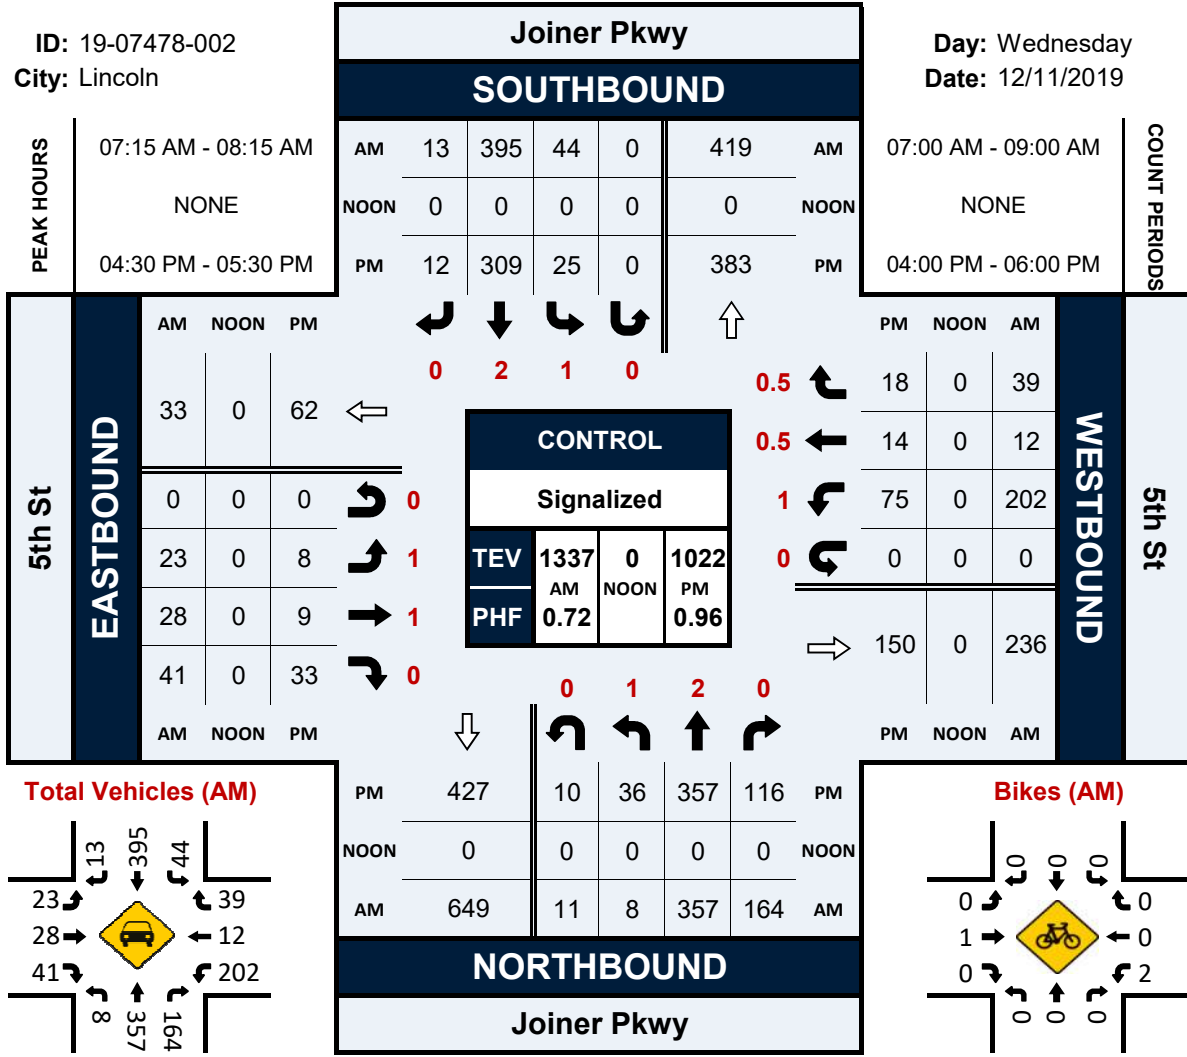 Joiner Pkwy
ID: 19-07478-002
Day: Wednesday
City: Lincoln
Date: 12/11/2019
SOUTHBOUND
PEAK HOURS
07:15 AM - 08:15 AM
NONE
04:30 PM - 05:30 PM
AM 13 395 44 0 419 AM
NOON 0 0 0 0 0 NOON
PM 12 309 25 0 383 PM
07:00 AM - 09:00 AM
NONE
04:00 PM - 06:00 PM
COUNT PERIODS
0 2 1 0
5th St
EASTBOUND
AM NOON PM
33 0 62
0 0 0 0
23 0 8 1
28 0 9 1
41 0 33 0
AM NOON PM
CONTROL
Signalized
TEV 1337 0 1022
AM NOON PM
PHF 0.72 0.96
PM NOON AM
0.5 18 0 39
0.5 14 0 12
1 75 0 202
0 0 0 0
150 0 236
PM NOON AM
WESTBOUND
5th St
0 1 2 0
PM 427 10 36 357 116 PM
NOON 0 0 0 0 0 NOON
AM 649 11 8 357 164 AM
NORTHBOUND
Joiner Pkwy
Total Vehicles (AM)
13 395 44
23 39
28 12
41 202
8 357 164
Bikes (AM)
0 0 0
0 0
1 0
0 2
0 0 0